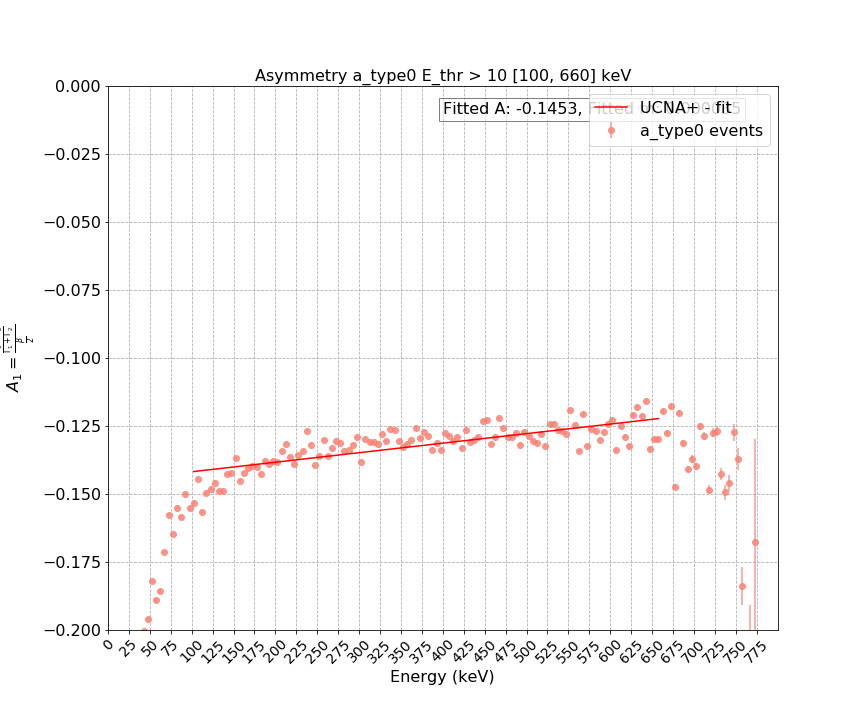 Asymmetry a_type0 E_thr > 10 [100, 660] keV
Fitted A: -0.1453, Fitted
UCNA+ - fit
a_type0 events
0.000
−0.025
−0.050
−0.075
−0.100
−0.125
−0.150
−0.175
−0.200
0 25 50 75 100 125 150 175 200 225 250 275 300 325 350 375 400 425 450 475 500 525 550 575 600 625 650 675 700 725 750 775
Energy (keV)